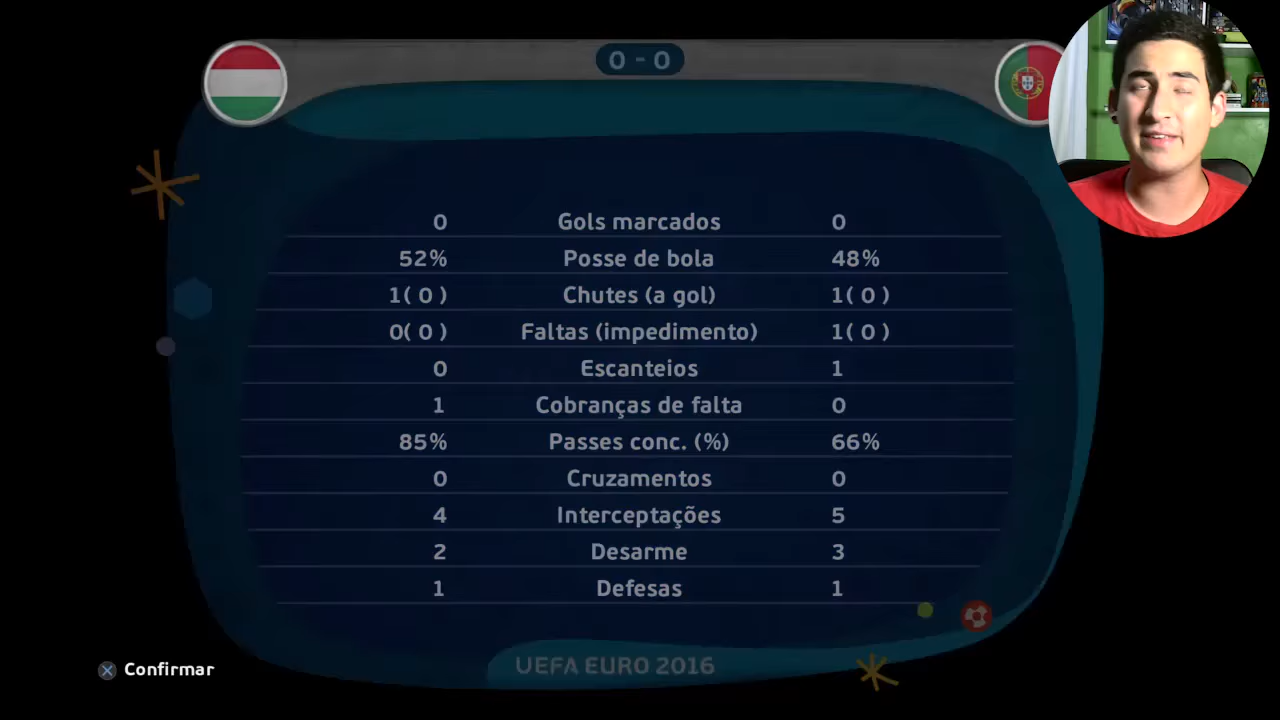 0 - 0
0 Gols marcados 0
52% Posse de bola 48%
1( 0 ) Chutes (a gol) 1( 0 )
0( 0 ) Faltas (impedimento) 1( 0 )
0 Escanteios 1
1 Cobranças de falta 0
85% Passes conc. (%) 66%
0 Cruzamentos 0
4 Interceptações 5
2 Desarme 3
1 Defesas 1
UEFA EURO 2016
Confirmar